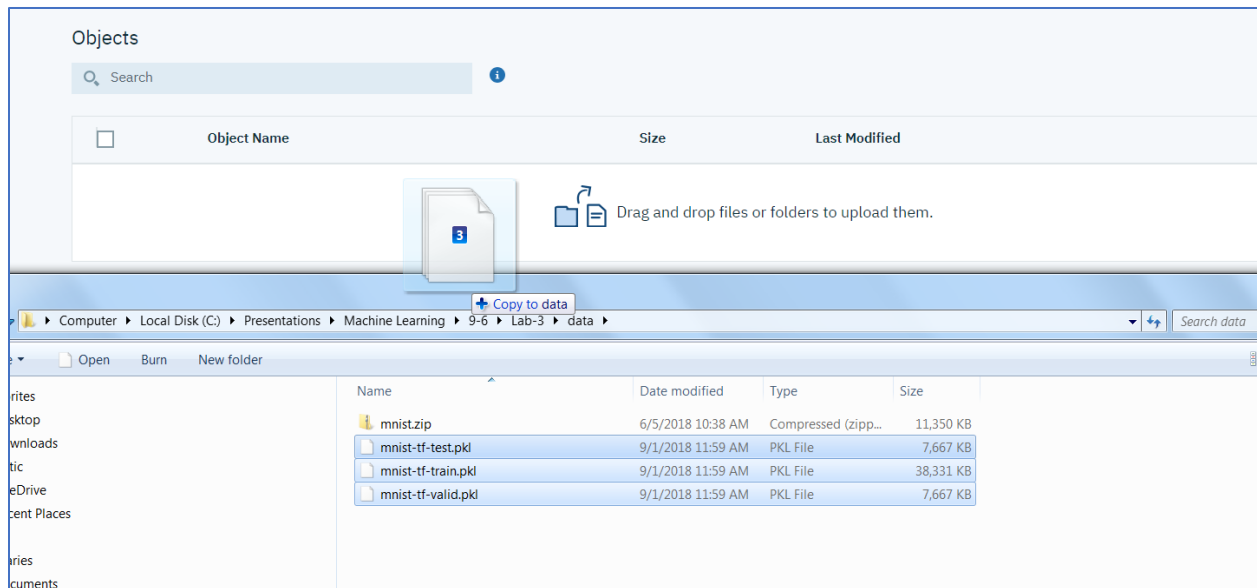 Objects
Search
Object Name Size Last Modified
Drag and drop files or folders to upload them.
3
Copy to data
Computer Local Disk (C:) Presentations Machine Learning 9-6 Lab-3 data Search data
Open Burn New folder
Name Date modified Type Size
mnist.zip 6/5/2018 10:38 AM Compressed (zipp... 11,350 KB
mnist-tf-test.pkl 9/1/2018 11:59 AM PKL File 7,667 KB
mnist-tf-train.pkl 9/1/2018 11:59 AM PKL File 38,331 KB
mnist-tf-valid.pkl 9/1/2018 11:59 AM PKL File 7,667 KB
rites
sktop
wnloads
tic
eDrive
cent Places
aries
cuments